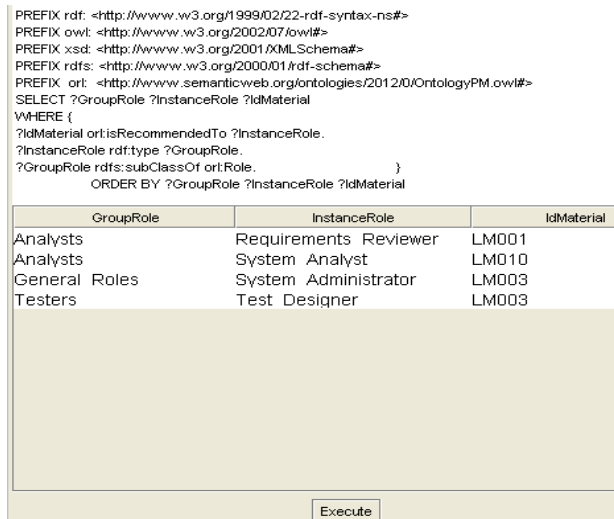 PREFIX rdf: <http://www.w3.org/1999/02/22-rdf-syntax-ns#>
PREFIX owl: <http://www.w3.org/2002/07/owl#>
PREFIX xsd: <http://www.w3.org/2001/XMLSchema#>
PREFIX rdfs: <http://www.w3.org/2000/01/rdf-schema#>
PREFIX orl: <http://www.semanticweb.org/ontologies/2012/0/OntologyPM.owl#>
SELECT ?GroupRole ?InstanceRole ?IdMaterial
WHERE {
?IdMaterial orl:isRecommendedTo ?InstanceRole.
?InstanceRole rdf:type ?GroupRole.
?GroupRole rdfs:subClassOf orl:Role. }
ORDER BY ?GroupRole ?InstanceRole ?IdMaterial
GroupRole InstanceRole IdMaterial
Analysts Requirements Reviewer LM001
Analysts System Analyst LM010
General Roles System Administrator LM003
Testers Test Designer LM003
Execute